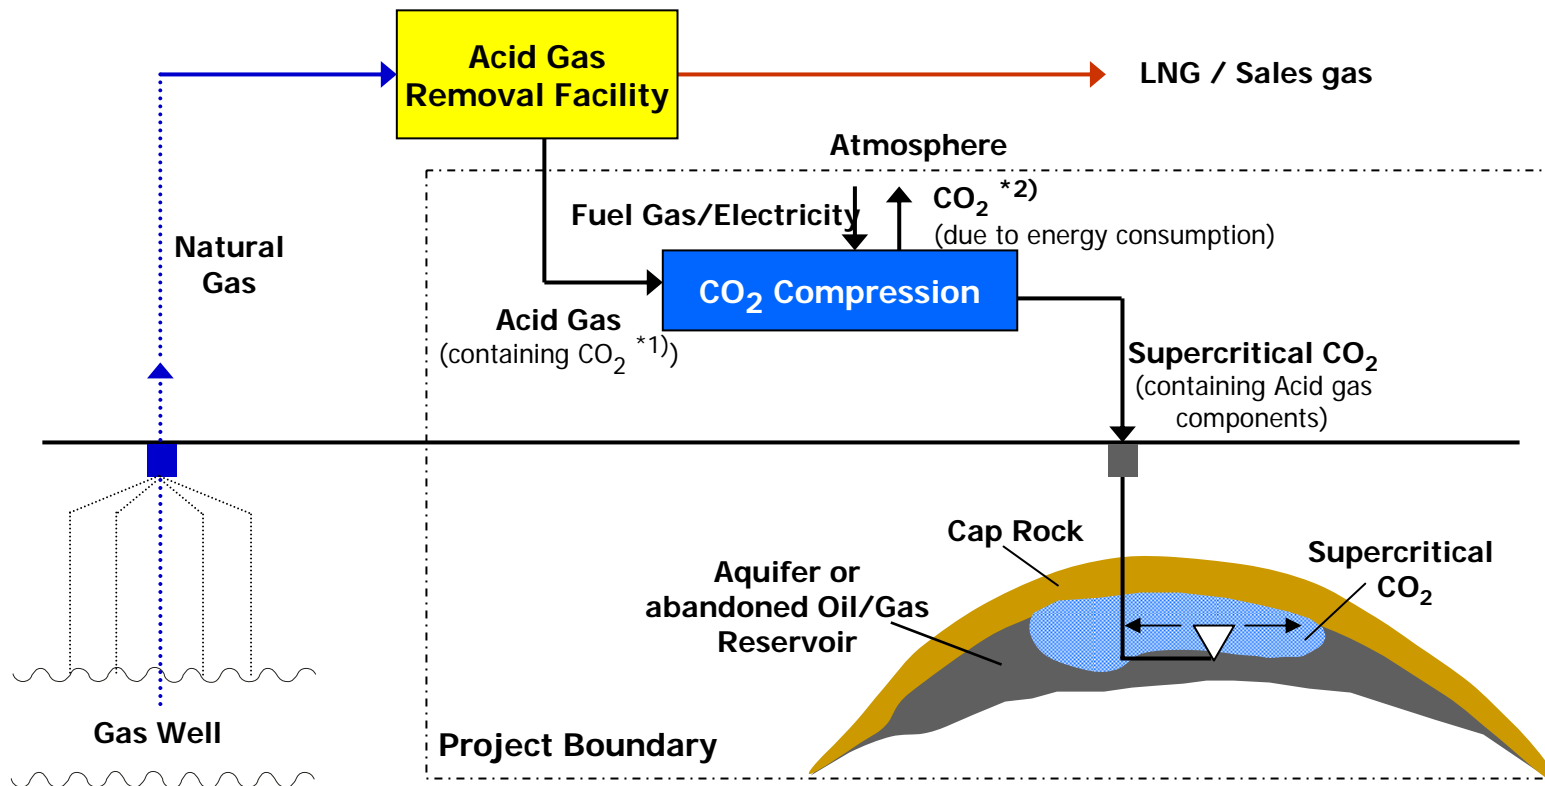 Acid Gas
Removal Facility
LNG / Sales gas
Atmosphere
Fuel Gas/Electricity
CO2 *2)
(due to energy consumption)
Natural
Gas
CO2 Compression
Acid Gas
(containing CO2 *1))
Supercritical CO2
(containing Acid gas
components)
Cap Rock
Supercritical
CO2
Aquifer or
abandoned Oil/Gas
Reservoir
Gas Well
Project Boundary